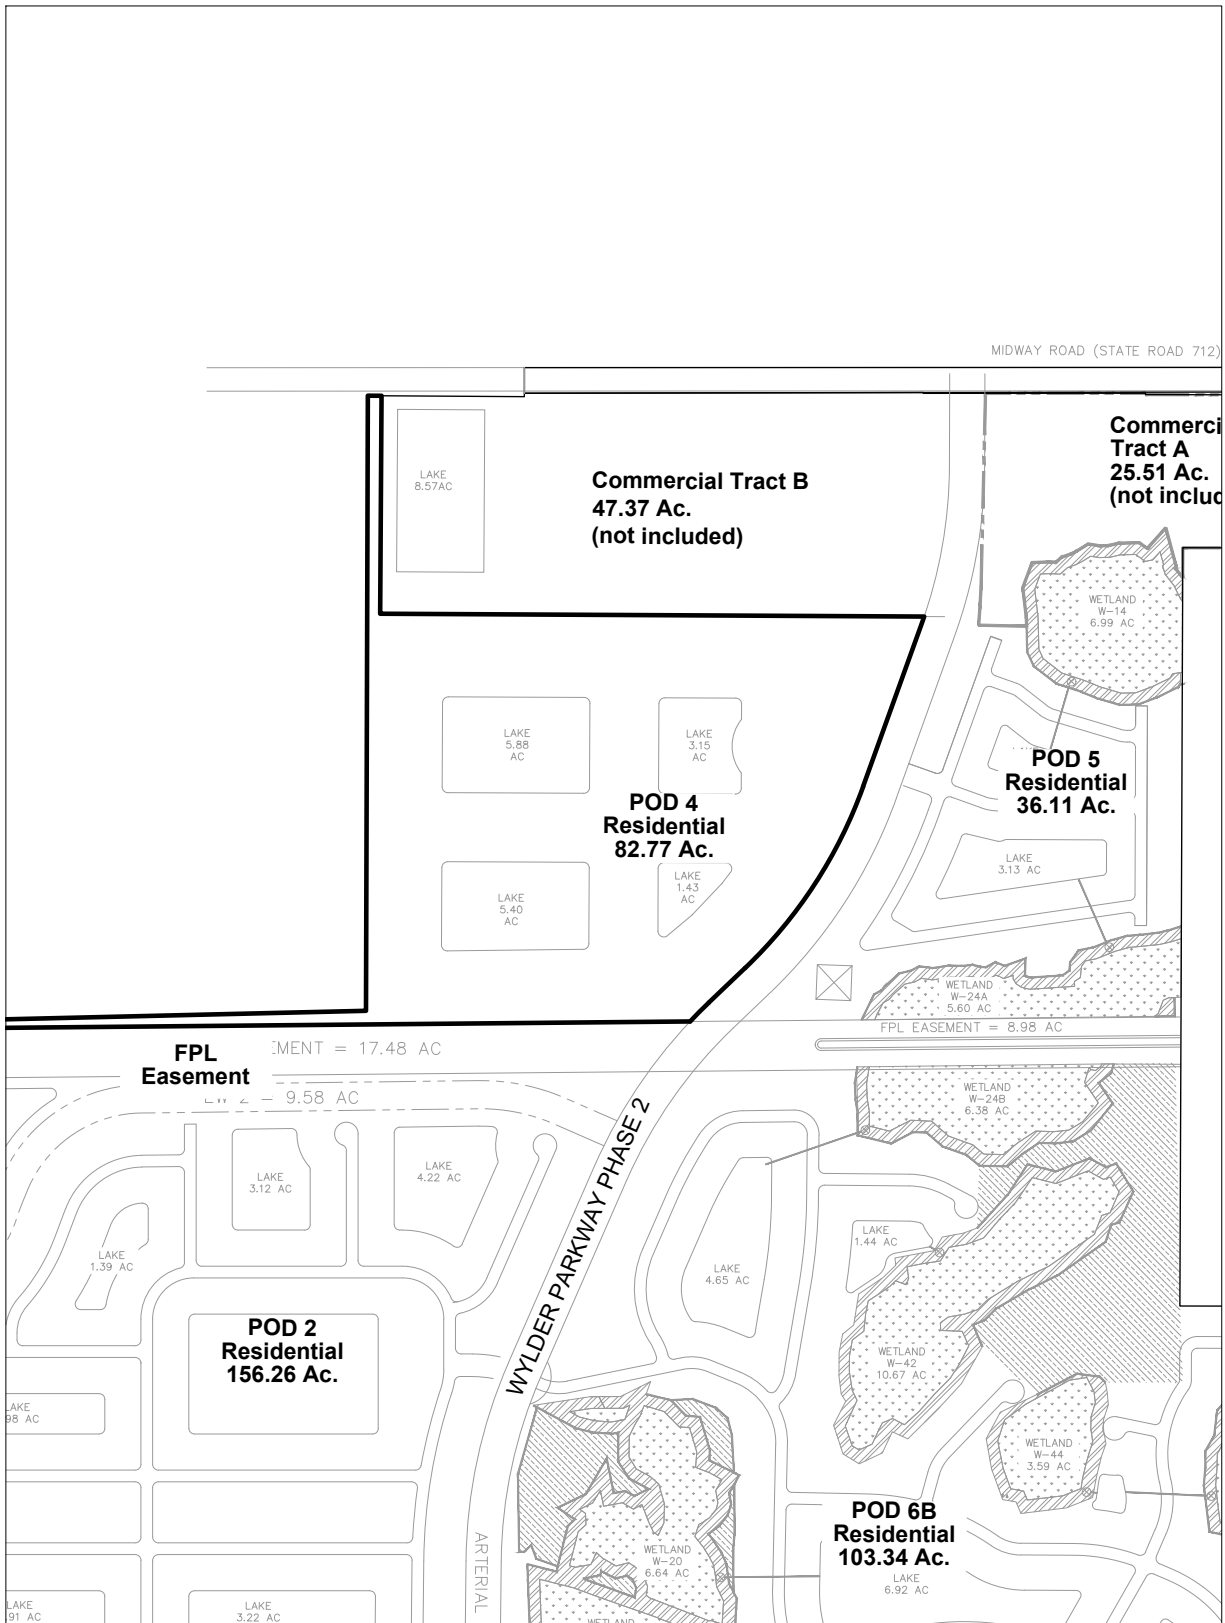 MIDWAY ROAD (STATE ROAD 712)
LAKE
8.57AC
Commercial Tract B
47.37 Ac.
(not included)
Commerci
Tract A
25.51 Ac.
(not includ
WETLAND
W-14
6.99 AC
LAKE
5.88
AC
LAKE
3.15
AC
POD 4
Residential
82.77 Ac.
POD 5
Residential
36.11 Ac.
LAKE
3.13 AC
LAKE
5.40
AC
LAKE
1.43
AC
WETLAND
W-24A
5.60 AC
FPL EASEMENT = 8.98 AC
FPL
Easement
EMENT = 17.48 AC
9.58 AC
WETLAND
W-24B
6.38 AC
WYLDER PARKWAY PHASE 2
LAKE
3.12 AC
LAKE
4.22 AC
LAKE
1.39 AC
LAKE
1.44 AC
LAKE
4.65 AC
POD 2
Residential
156.26 Ac.
WETLAND
W-42
10.67 AC
LAKE
98 AC
WETLAND
W-44
3.59 AC
POD 6B
Residential
103.34 Ac.
LAKE
6.92 AC
WETLAND
W-20
6.64 AC
ARTERIAL
LAKE
91 AC
LAKE
3.22 AC
WETLAND